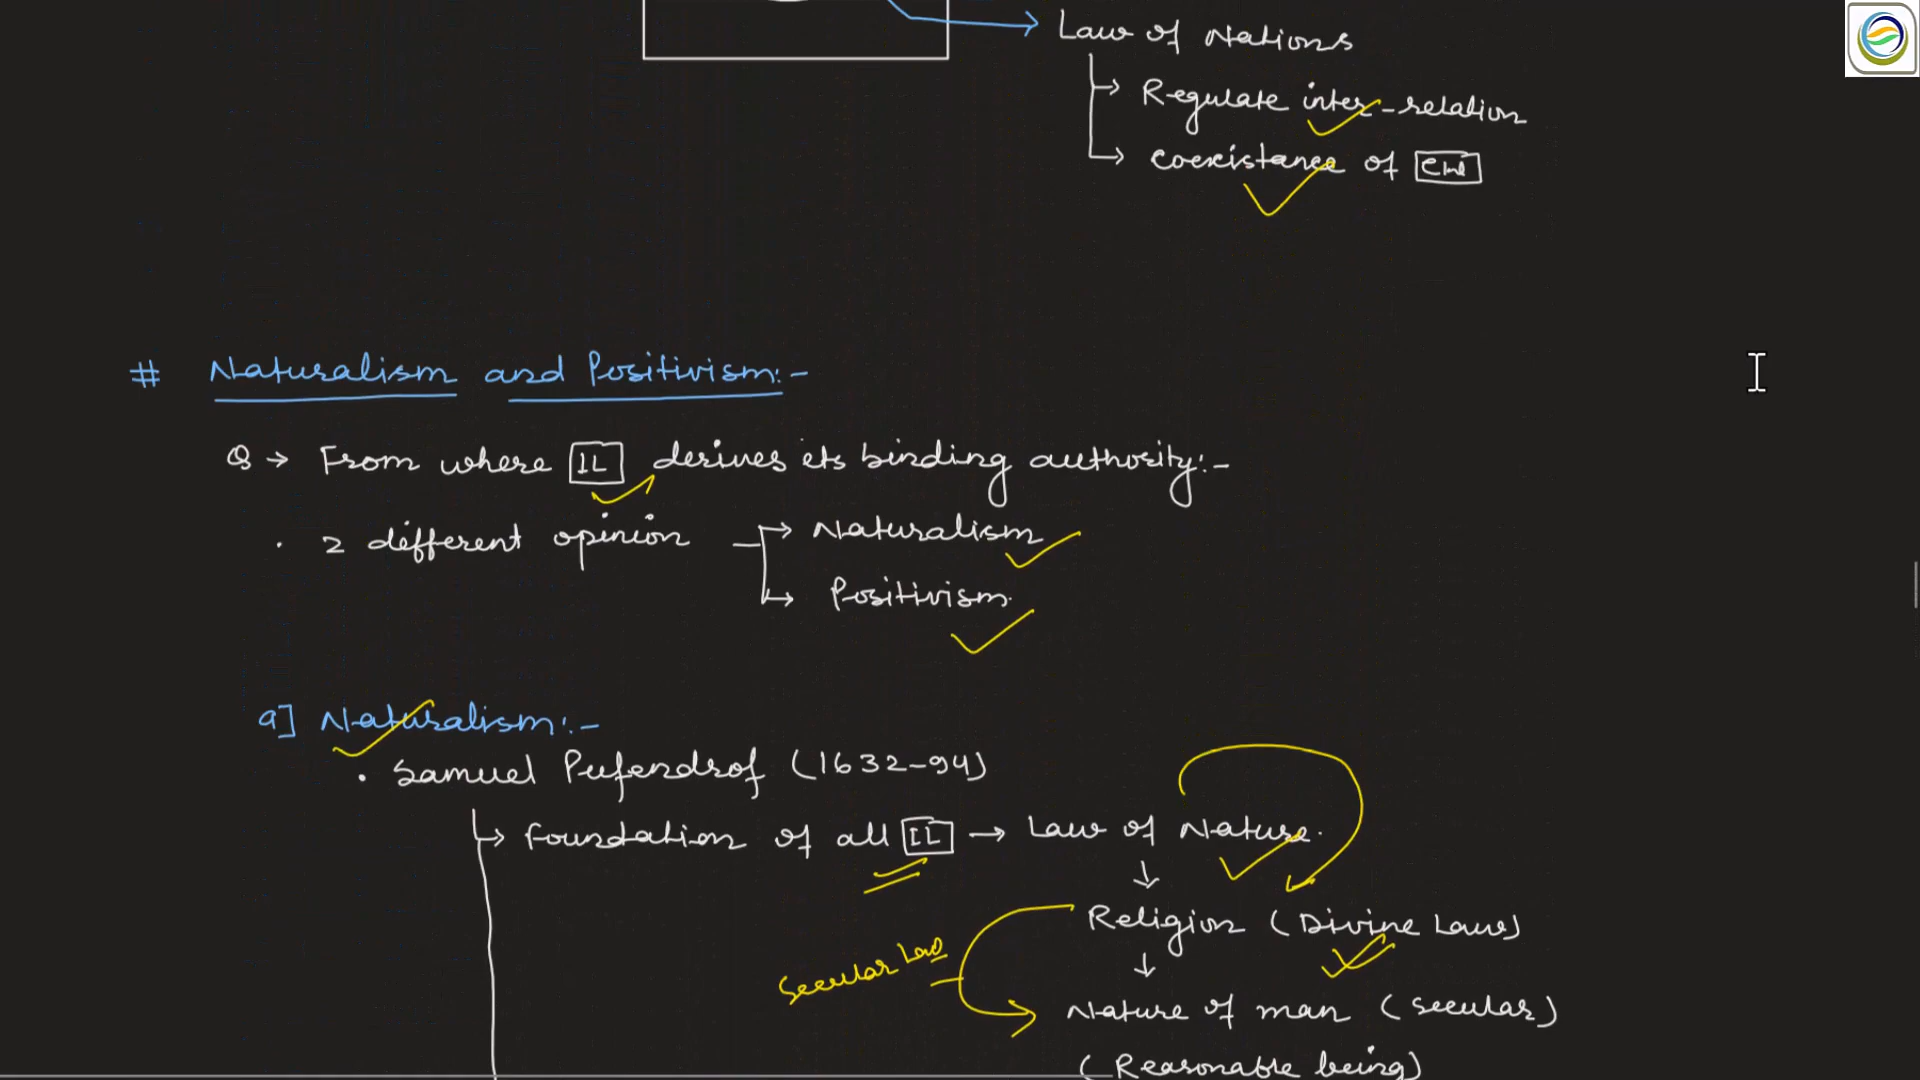 Law of Nations
→ Regulate inter-relation
→ Coexistance of
# Naturalism and Positivism:-
Q → From where IL derives its binding authority:-
· 2 different opinion → Naturalism
→ Positivism.
a] Naturalism:-
· Samuel Pufendrof (1632-94)
→ foundation of all IL → Law of Nature.
↓
Religion (Divine Laws)
Secular Law
↓
Nature of man (secular)
(Reasonable being)